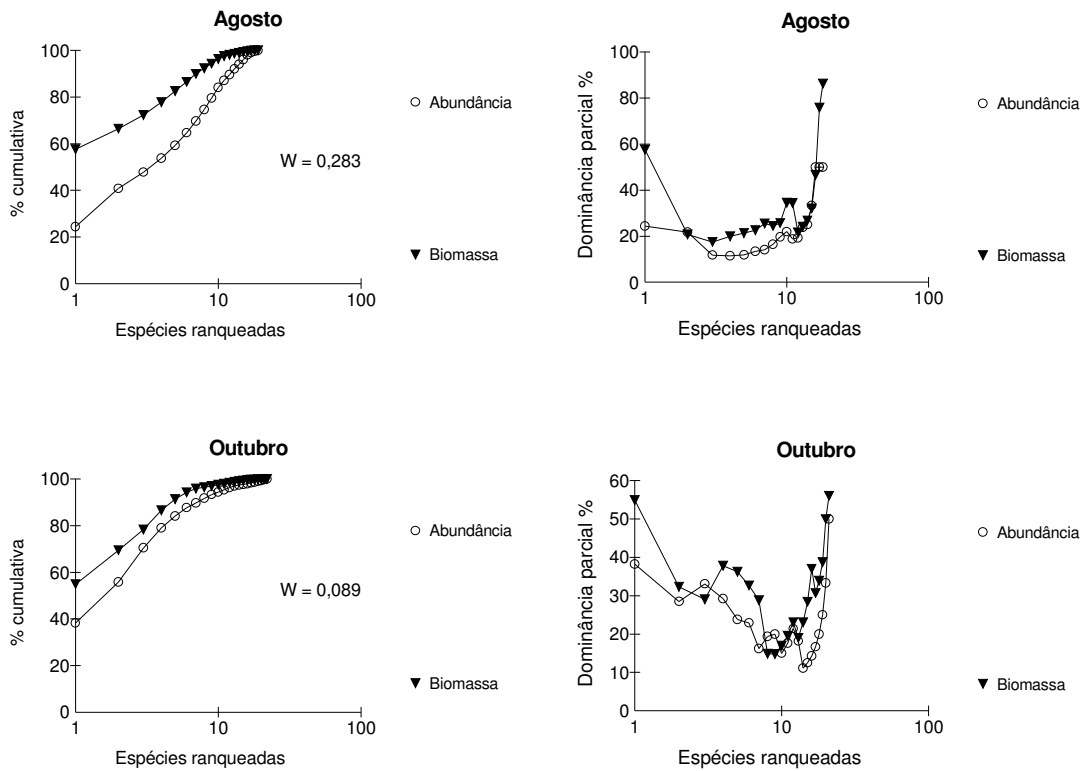 Agosto
% cumulativa
100
80
60
40
20
0
1
10
100
Espécies ranqueadas
W = 0,283
Abundância
Biomassa
Agosto
Dominância parcial %
100
80
60
40
20
0
1
10
100
Espécies ranqueadas
Abundância
Biomassa
Outubro
% cumulativa
100
80
60
40
20
0
1
10
100
Espécies ranqueadas
W = 0,089
Abundância
Biomassa
Outubro
Dominância parcial %
60
50
40
30
20
10
0
1
10
100
Espécies ranqueadas
Abundância
Biomassa